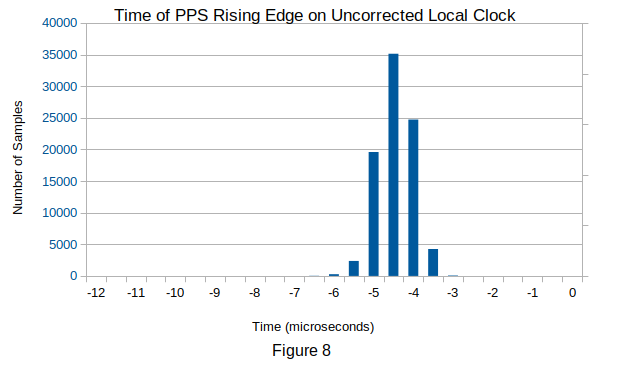 Time of PPS Rising Edge on Uncorrected Local Clock
40000
35000
30000
25000
20000
15000
10000
5000
0
Number of Samples
-12 -11 -10 -9 -8 -7 -6 -5 -4 -3 -2 -1 0
Time (microseconds)
Figure 8